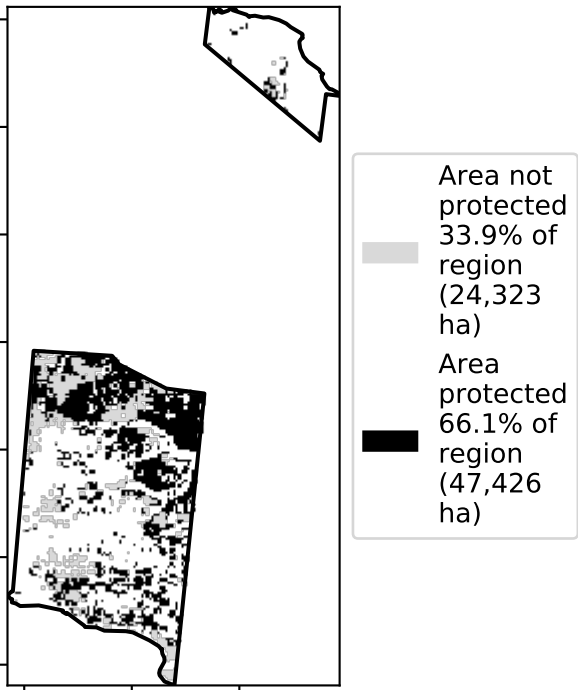 Area not
protected
33.9% of
region
(24,323
ha)
Area
protected
66.1% of
region
(47,426
ha)